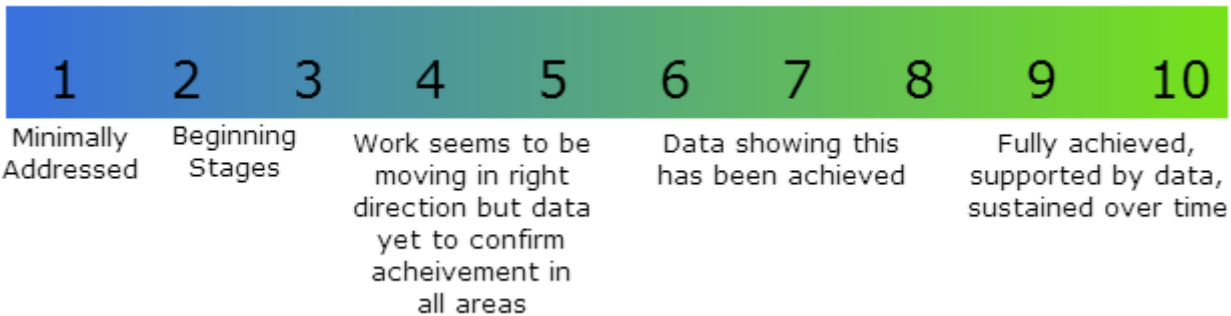 1 2 3 4 5 6 7 8 9 10
Minimally
Addressed
Beginning
Stages
Work seems to be
moving in right
direction but data
yet to confirm
acheivement in
all areas
Data showing this
has been achieved
Fully achieved,
supported by data,
sustained over time